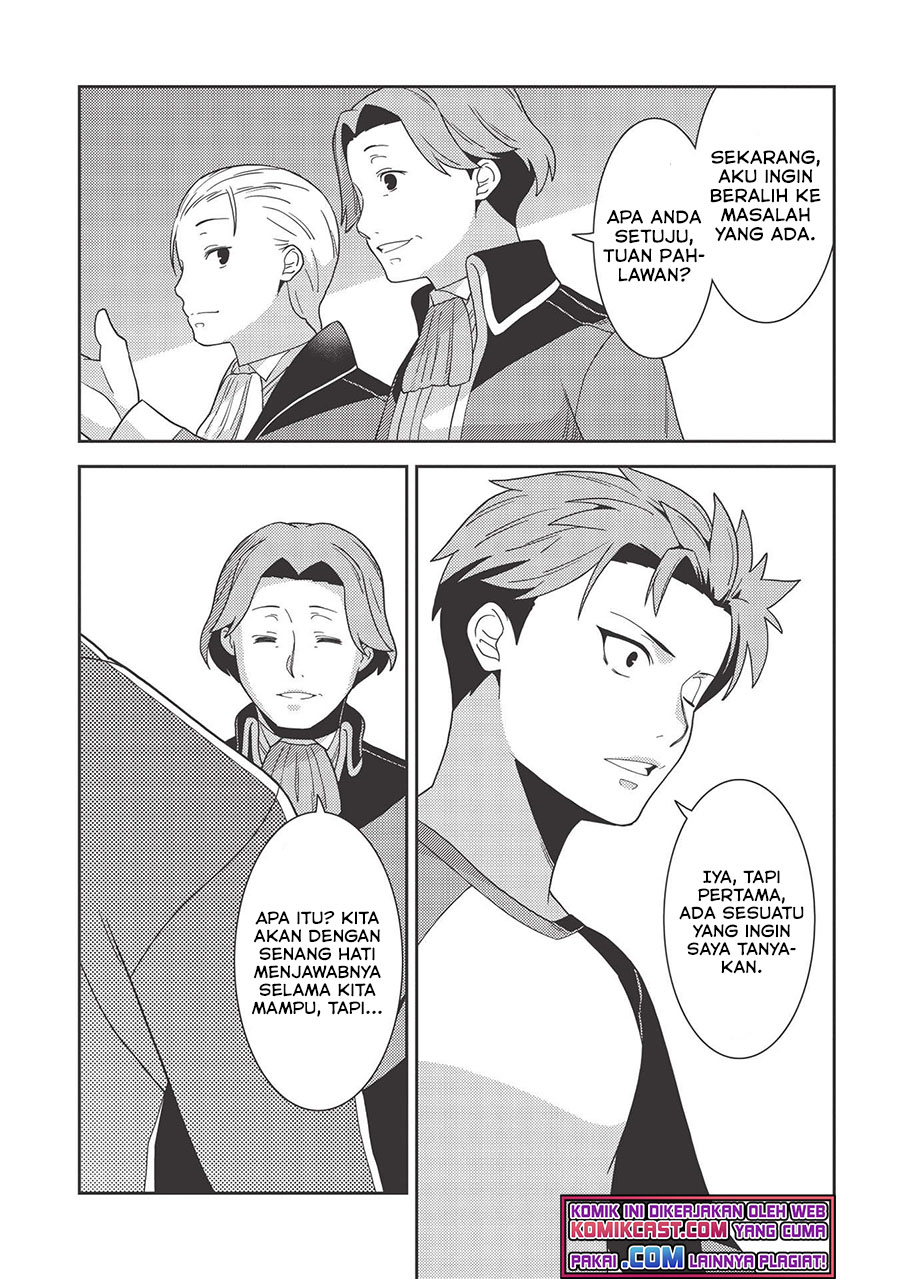 SEKARANG,
AKU INGIN
BERALIH KE
MASALAH
YANG ADA.
APA ANDA
SETUJU,
TUAN PAH-
LAWAN?
IYA, TAPI
PERTAMA,
ADA SESUATU
YANG INGIN
SAYA TANYA-
KAN.
APA ITU? KITA
AKAN DENGAN
SENANG HATI
MENJAWABNYA
SELAMA KITA
MAMPU, TAPI...
KOMIK INI DIKERJAKAN OLEH WEB
KOMIKCAST.COM YANG CUMA
PAKAI .COM LAINNYA PLAGIAT!